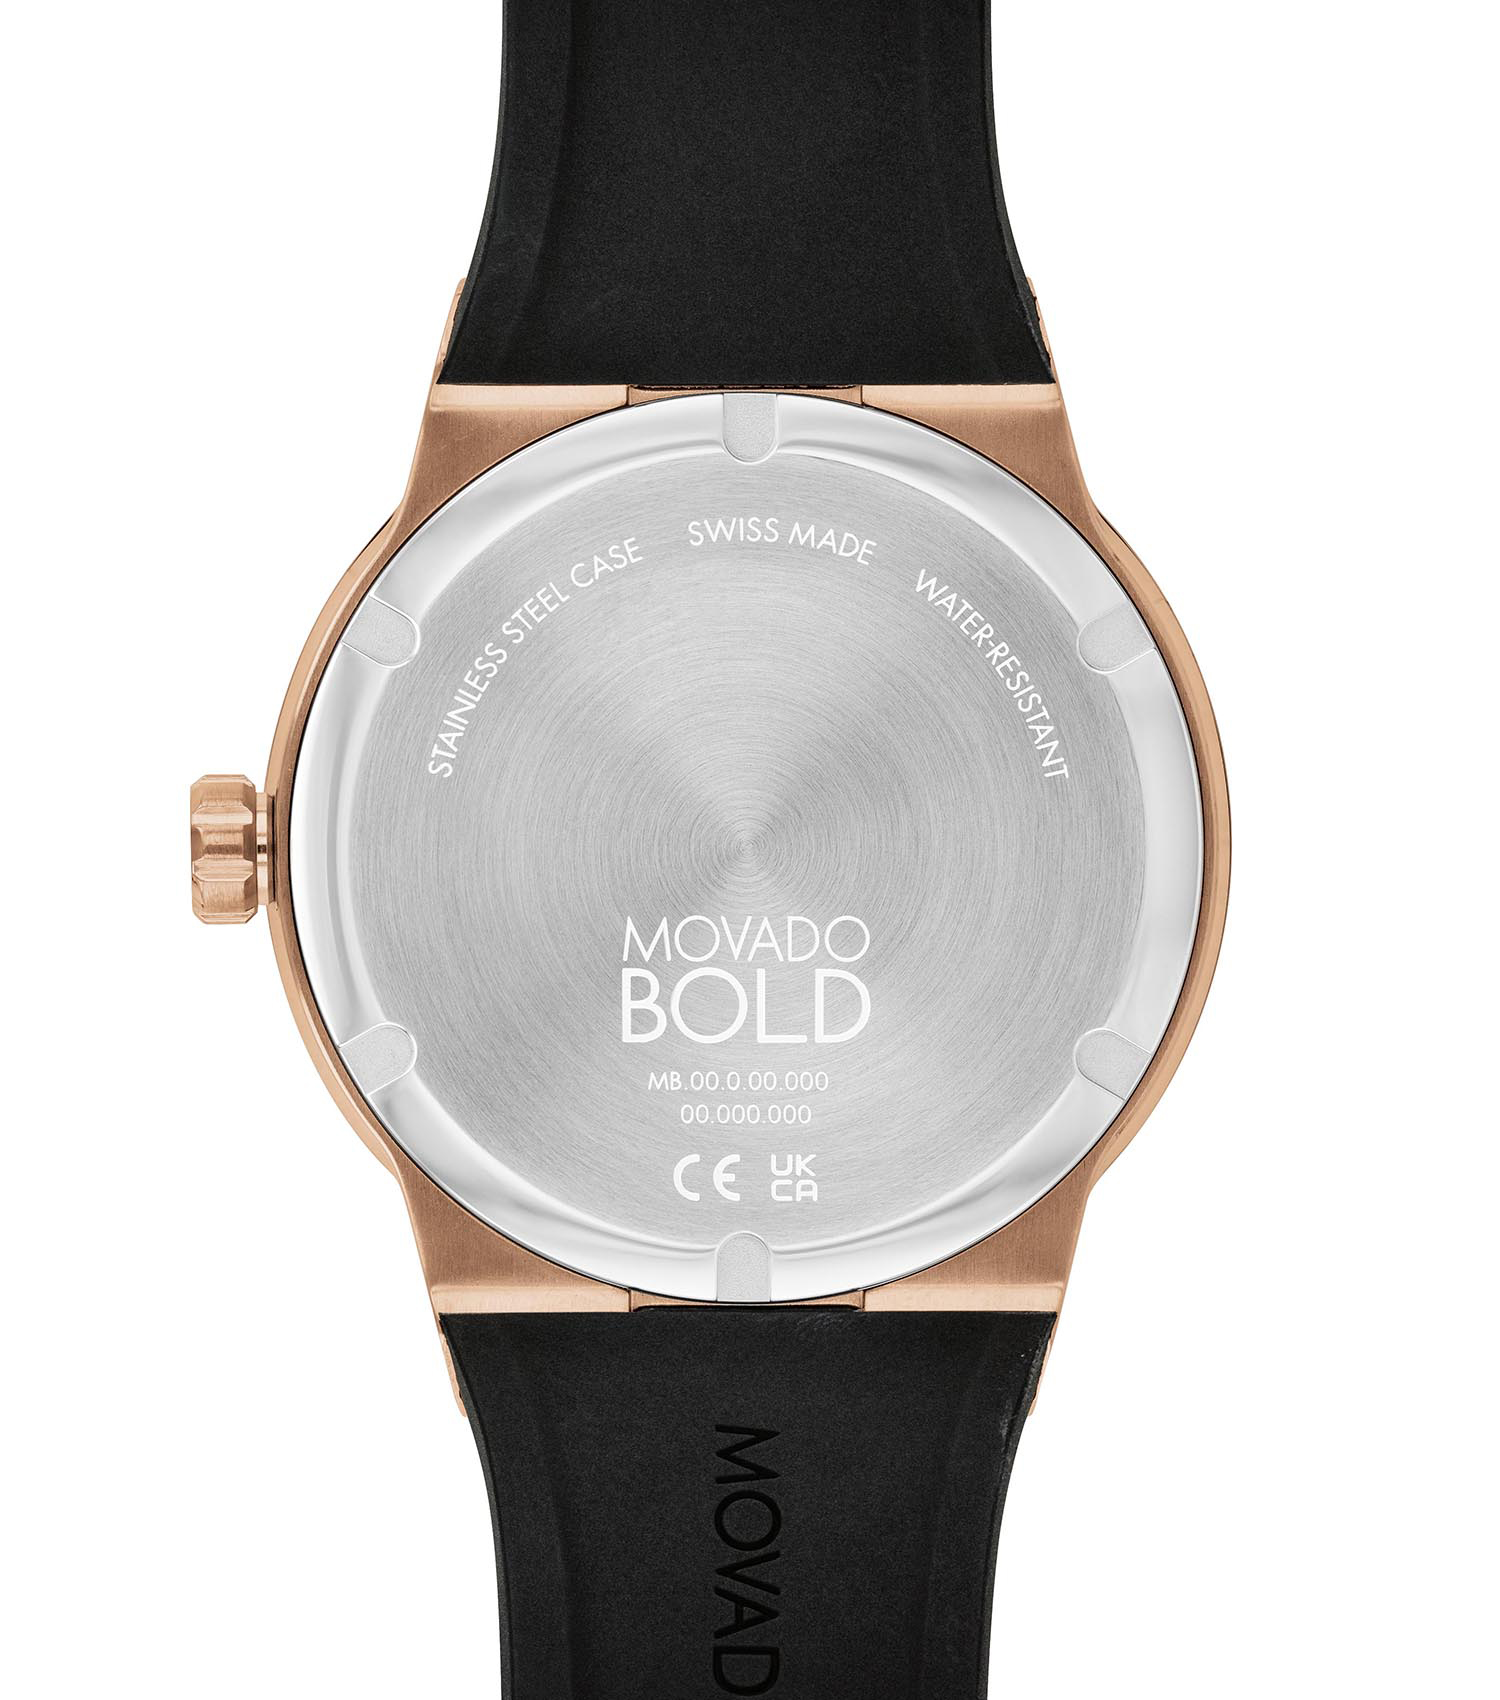 STAINLESS STEEL CASE
SWISS MADE
WATER-RESISTANT
MOVADO
BOLD
MB.00.0.00.000
00.000.000
CE UK
CA
MOVAD